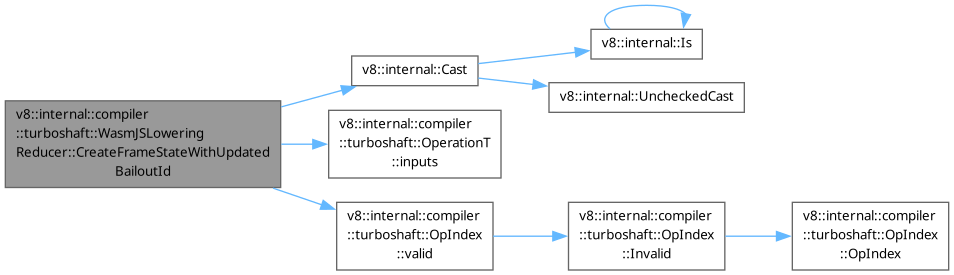 v8::internal::compiler
::turboshaft::WasmJSLowering
Reducer::CreateFrameStateWithUpdated
BailoutId
v8::internal::Cast
v8::internal::Is
v8::internal::UncheckedCast
v8::internal::compiler
::turboshaft::OperationT
::inputs
v8::internal::compiler
::turboshaft::OpIndex
::valid
v8::internal::compiler
::turboshaft::OpIndex
::Invalid
v8::internal::compiler
::turboshaft::OpIndex
::OpIndex